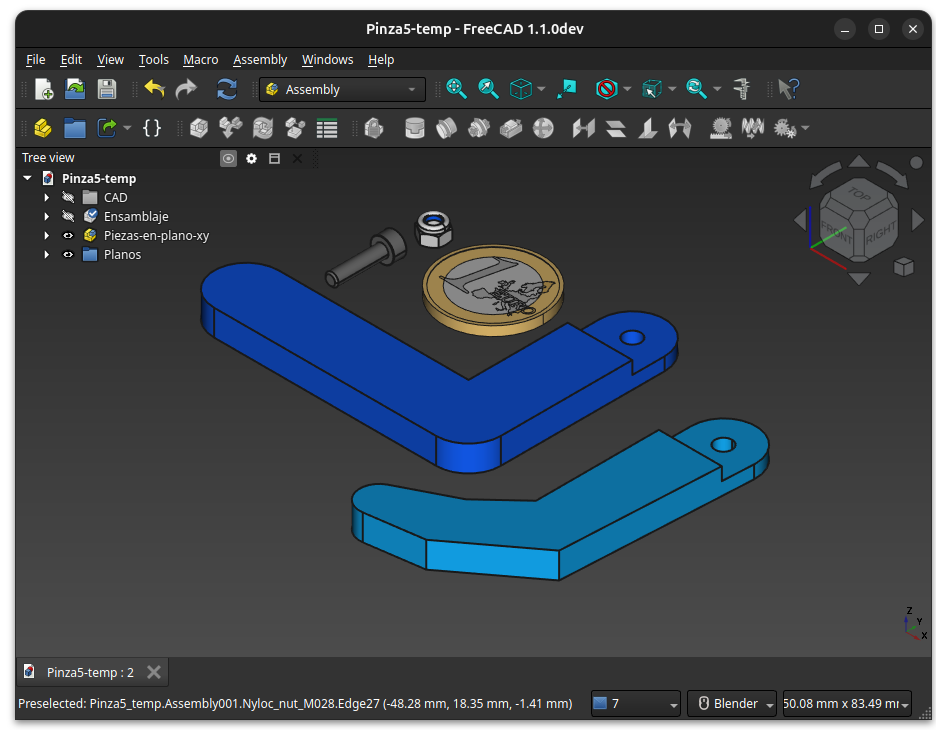 Pinza5-temp - FreeCAD 1.1.0dev
File Edit View Tools Macro Assembly Windows Help
Assembly
Tree view
Pinza5-temp
CAD
Ensamblaje
Piezas-en-plano-xy
Planos
TOP
FRONT
RIGHT
Z
Y
X
Pinza5-temp : 2
Preselected: Pinza5_temp.Assembly001.Nyloc_nut_M028.Edge27 (-48.28 mm, 18.35 mm, -1.41 mm) 7 Blender 50.08 mm x 83.49 m